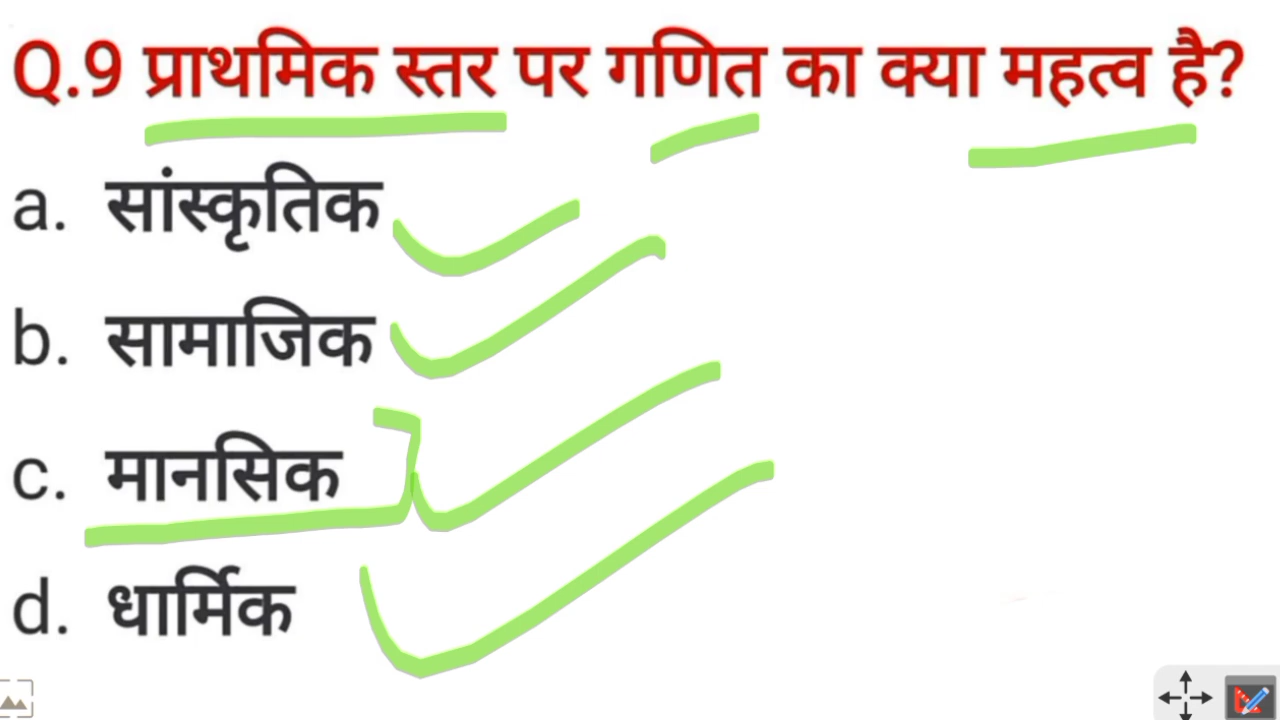 Q.9 प्राथमिक स्तर पर गणित का क्या महत्व है?
a. सांस्कृतिक
b. सामाजिक
c. मानसिक
d. धार्मिक